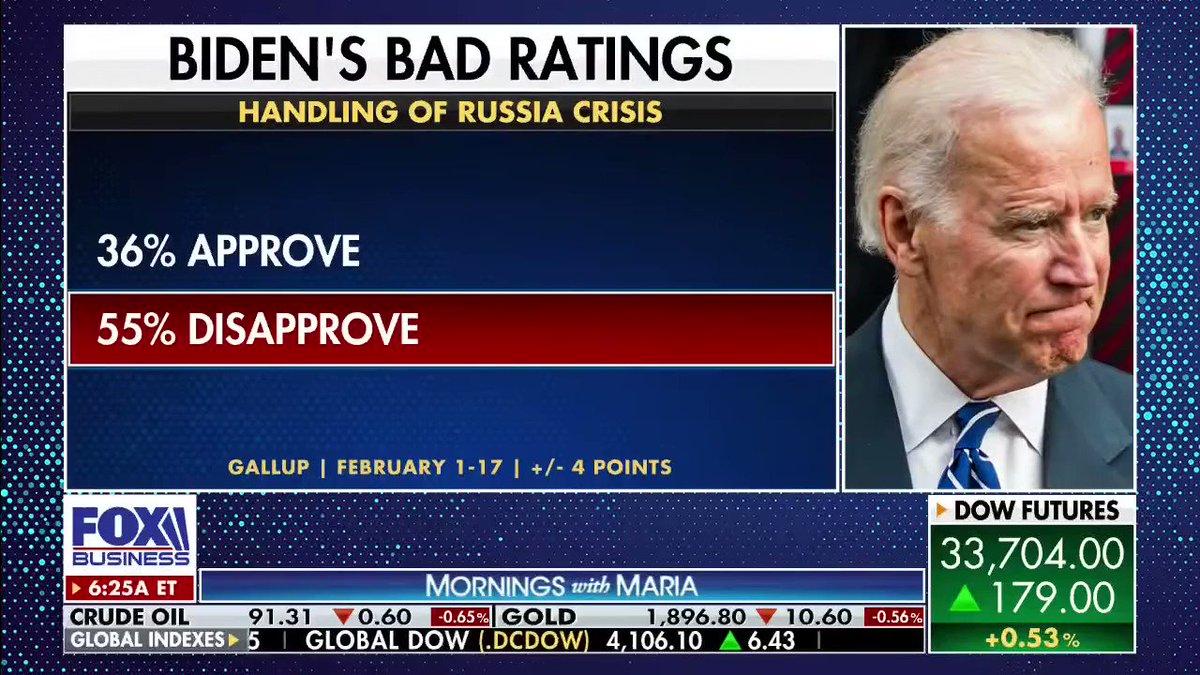 BIDEN'S BAD RATINGS
HANDLING OF RUSSIA CRISIS
36% APPROVE
55% DISAPPROVE
GALLUP | FEBRUARY 1-17 | +/- 4 POINTS
FOX
BUSINESS
6:25A ET
MORNINGS with MARIA
DOW FUTURES
33,704.00
179.00
+0.53%
CRUDE OIL 91.31 0.60 -0.65% GOLD 1,896.80 10.60 -0.56%
GLOBAL INDEXES 5 GLOBAL DOW (.DCDOW) 4,106.10 6.43